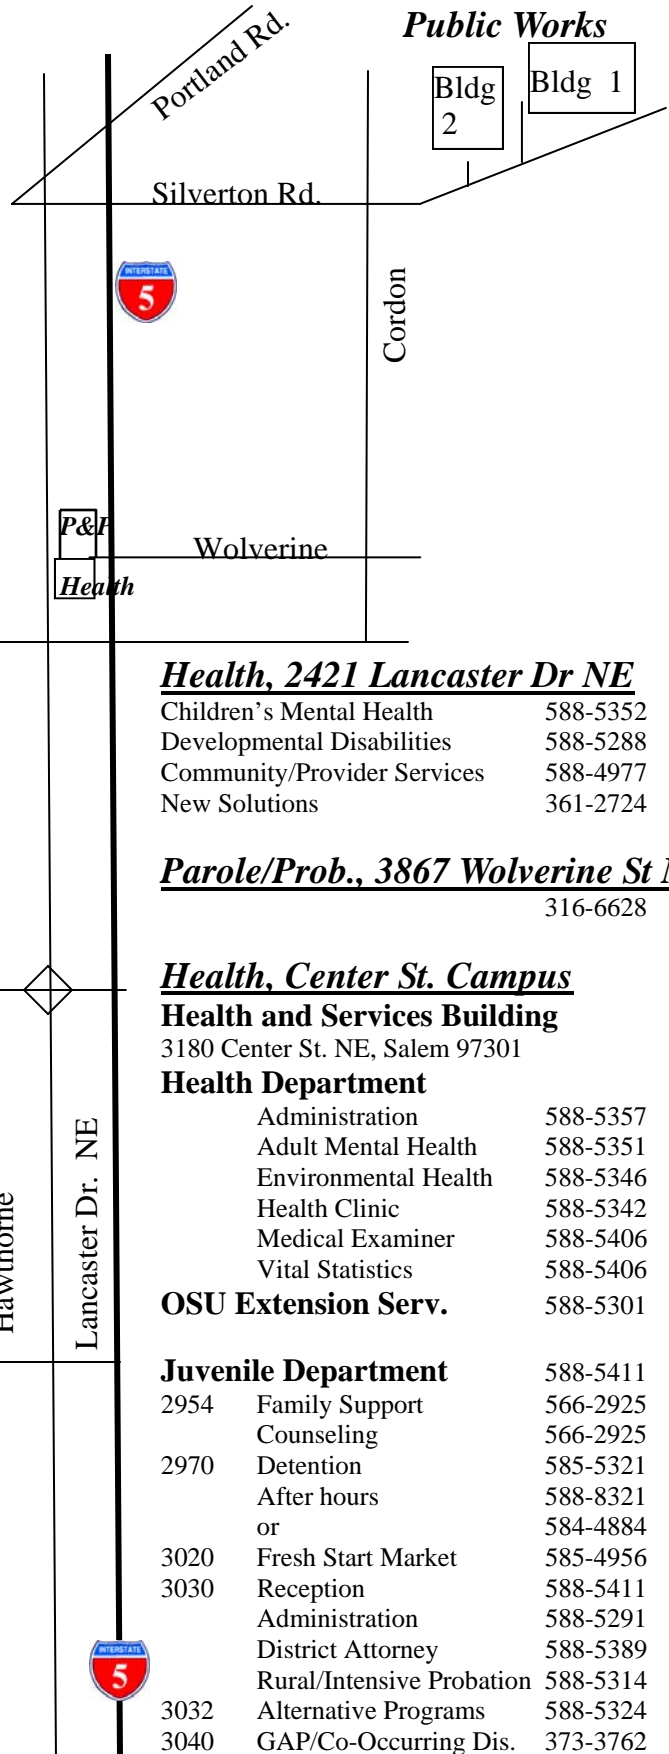 Public Works
Portland Rd.
Bldg 1
Bldg
2
Silverton Rd.
INTERSTATE
5
Cordon
P&P
Wolverine
Health
Health, 2421 Lancaster Dr NE
Children's Mental Health 588-5352
Developmental Disabilities 588-5288
Community/Provider Services 588-4977
New Solutions 361-2724
Parole/Prob., 3867 Wolverine St N
316-6628
Health, Center St. Campus
Health and Services Building
3180 Center St. NE, Salem 97301
Health Department
Administration 588-5357
Adult Mental Health 588-5351
Environmental Health 588-5346
Health Clinic 588-5342
Medical Examiner 588-5406
Vital Statistics 588-5406
OSU Extension Serv. 588-5301
Hawthorne
Lancaster Dr. NE
Juvenile Department 588-5411
2954 Family Support 566-2925
Counseling 566-2925
2970 Detention 585-5321
After hours 588-8321
or 584-4884
3020 Fresh Start Market 585-4956
3030 Reception 588-5411
Administration 588-5291
District Attorney 588-5389
Rural/Intensive Probation 588-5314
3032 Alternative Programs 588-5324
3040 GAP/Co-Occurring Dis. 373-3762
INTERSTATE
5